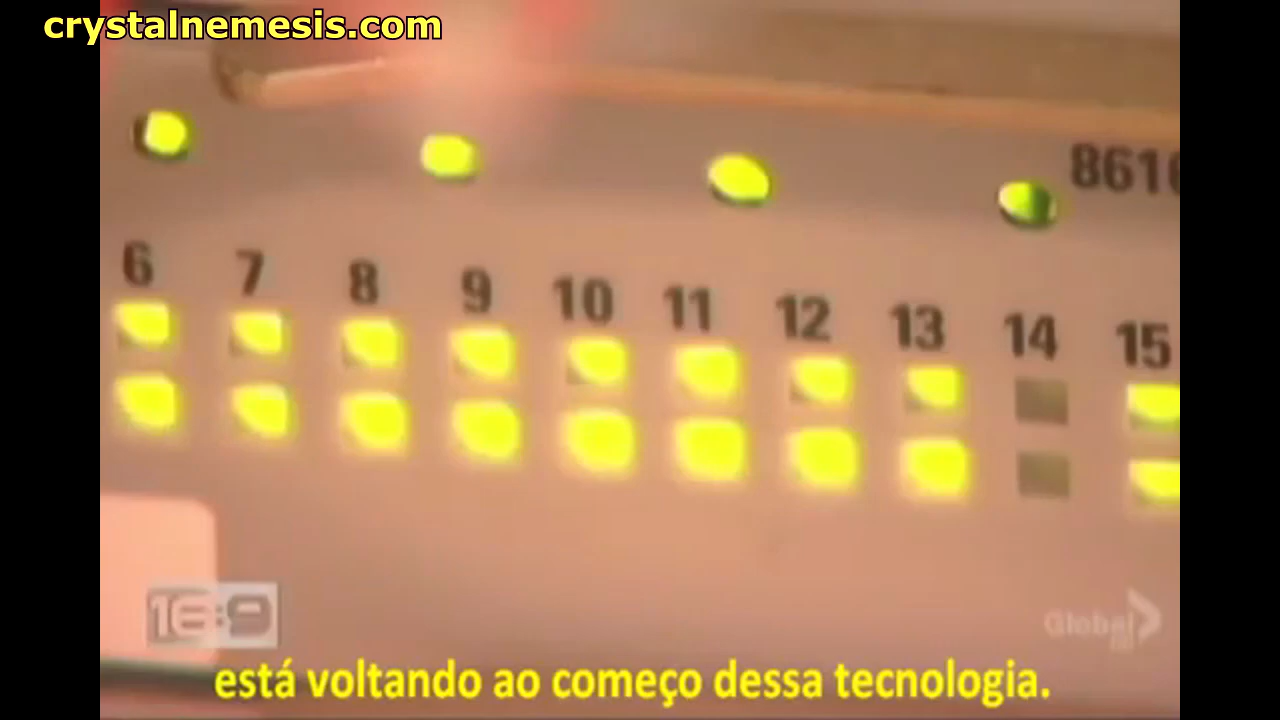 crystalnemesis.com
6 7 8 9 10 11 12 13 14 15
16:9
Global
está voltando ao começo dessa tecnologia.